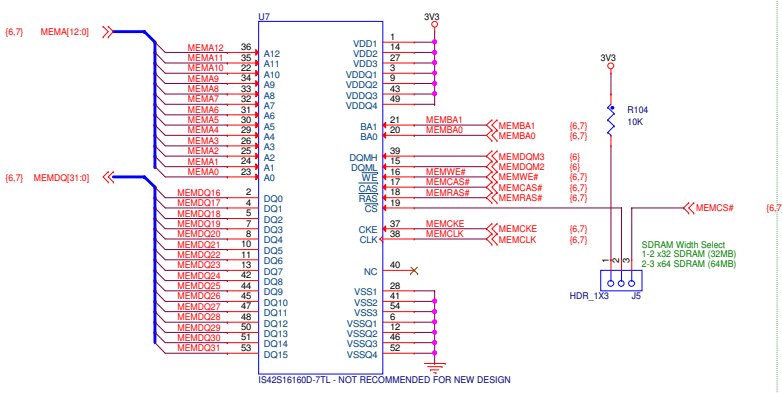 U7
3V3
{6,7} MEMA[12:0]
MEMA12 36 A12
MEMA11 35 A11
MEMA10 22 A10
MEMA9 34 A9
MEMA8 33 A8
MEMA7 32 A7
MEMA6 31 A6
MEMA5 30 A5
MEMA4 29 A4
MEMA3 26 A3
MEMA2 25 A2
MEMA1 24 A1
MEMA0 23 A0
{6,7} MEMDQ[31:0]
MEMDQ16 2 DQ0
MEMDQ17 4 DQ1
MEMDQ18 5 DQ2
MEMDQ19 7 DQ3
MEMDQ20 8 DQ4
MEMDQ21 10 DQ5
MEMDQ22 11 DQ6
MEMDQ23 13 DQ7
MEMDQ24 42 DQ8
MEMDQ25 44 DQ9
MEMDQ26 45 DQ10
MEMDQ27 47 DQ11
MEMDQ28 48 DQ12
MEMDQ29 50 DQ13
MEMDQ30 51 DQ14
MEMDQ31 53 DQ15
VDD1 1
VDD2 14
VDD3 27
VDDQ1 3
VDDQ2 9
VDDQ3 43
VDDQ4 49
BA1 21 MEMBA1 MEMBA1 {6,7}
BA0 20 MEMBA0 MEMBA0 {6,7}
DQMH 39 MEMDQM3 {6}
DQML 15 MEMDQM2 {6}
WE 16 MEMWE# MEMWE# {6,7}
CAS 17 MEMCAS# MEMCAS# {6,7}
RAS 18 MEMRAS# MEMRAS# {6,7}
CS 19 MEMCS# {6,7
CKE 37 MEMCKE MEMCKE {6,7}
CLK 38 MEMCLK MEMCLK {6,7}
NC 40
VSS1 28
VSS2 41
VSS3 54
VSSQ1 6
VSSQ2 12
VSSQ3 46
VSSQ4 52
3V3
R104
10K
SDRAM Width Select
1-2 x32 SDRAM (32MB)
2-3 x64 SDRAM (64MB)
1 2 3
HDR_1X3 J5
IS42S16160D-7TL - NOT RECOMMENDED FOR NEW DESIGN